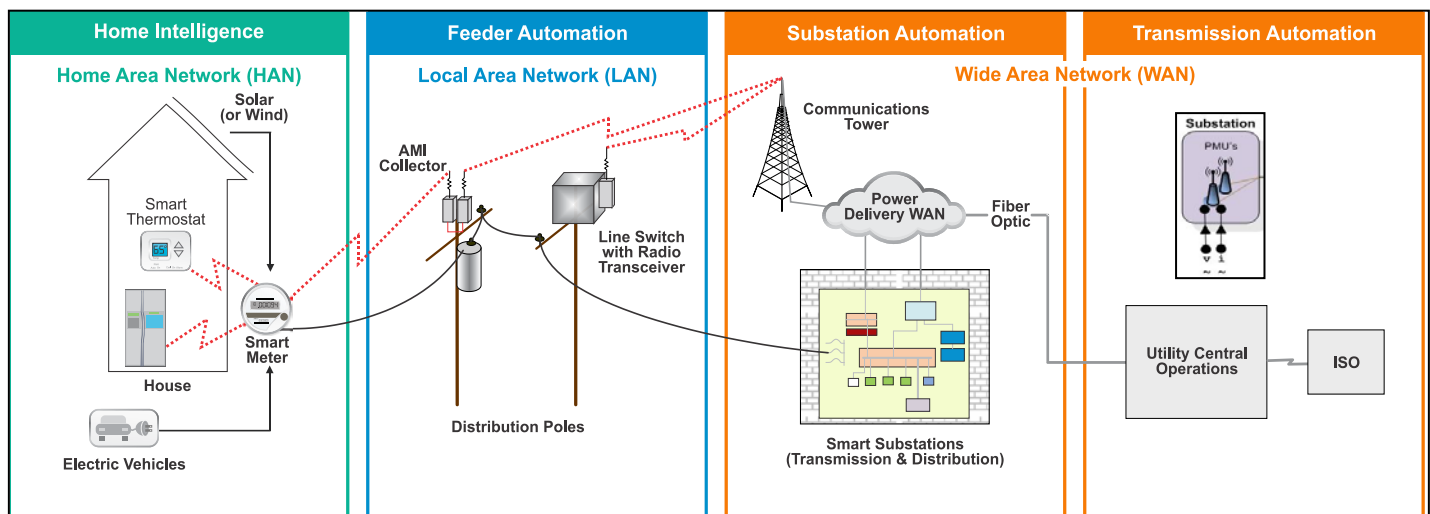 Home Intelligence
Feeder Automation
Substation Automation
Transmission Automation
Home Area Network (HAN)
Local Area Network (LAN)
Wide Area Network (WAN)
Solar
(or Wind)
Smart
Thermostat
65
Smart
Meter
House
Electric Vehicles
AMI
Collector
Line Switch
with Radio
Transceiver
Distribution Poles
Communications
Tower
Power
Delivery WAN
Fiber
Optic
Smart Substations
(Transmission & Distribution)
Substation
PMU's
v i
~ ~
Utility Central
Operations
ISO